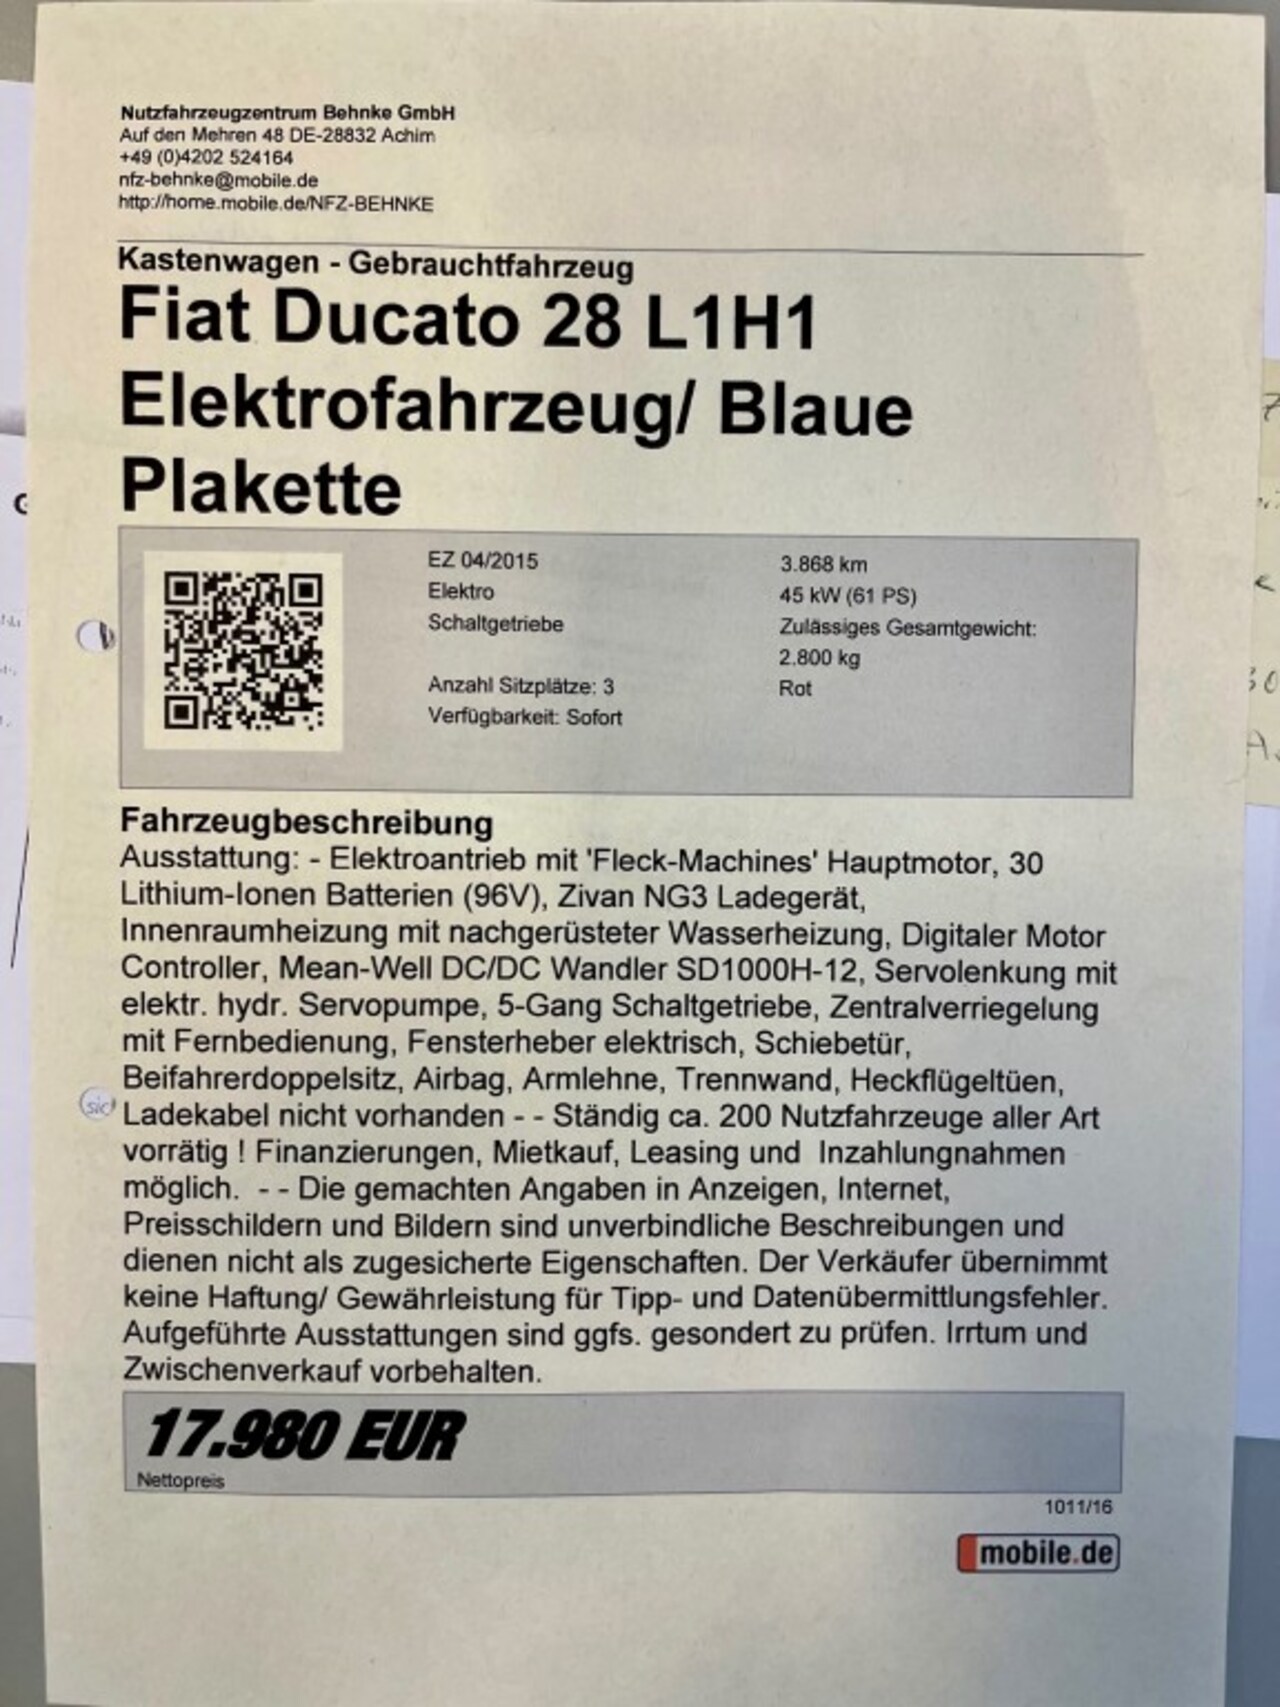 Nutzfahrzeugzentrum Behnke GmbH
Auf den Mehren 48 DE-28832 Achim
+49 (0)4202 524164
nfz-behnke@mobile.de
http://home.mobile.de/NFZ-BEHNKE
Kastenwagen - Gebrauchtfahrzeug
Fiat Ducato 28 L1H1
Elektrofahrzeug/ Blaue
Plakette
EZ 04/2015
Elektro
Schaltgetriebe
Anzahl Sitzplätze: 3
Verfügbarkeit: Sofort
3.868 km
45 kW (61 PS)
Zulässiges Gesamtgewicht:
2.800 kg
Rot
Fahrzeugbeschreibung
Ausstattung: - Elektroantrieb mit 'Fleck-Machines' Hauptmotor, 30
Lithium-Ionen Batterien (96V), Zivan NG3 Ladegerät,
Innenraumheizung mit nachgerüsteter Wasserheizung, Digitaler Motor
Controller, Mean-Well DC/DC Wandler SD1000H-12, Servolenkung mit
elektr. hydr. Servopumpe, 5-Gang Schaltgetriebe, Zentralverriegelung
mit Fernbedienung, Fensterheber elektrisch, Schiebetür,
Beifahrerdoppelsitz, Airbag, Armlehne, Trennwand, Heckflügeltüen,
Ladekabel nicht vorhanden - - Ständig ca. 200 Nutzfahrzeuge aller Art
vorrätig ! Finanzierungen, Mietkauf, Leasing und  Inzahlungnahmen
möglich.  - - Die gemachten Angaben in Anzeigen, Internet,
Preisschildern und Bildern sind unverbindliche Beschreibungen und
dienen nicht als zugesicherte Eigenschaften. Der Verkäufer übernimmt
keine Haftung/ Gewährleistung für Tipp- und Datenübermittlungsfehler.
Aufgeführte Ausstattungen sind ggfs. gesondert zu prüfen. Irrtum und
Zwischenverkauf vorbehalten.
17.980 EUR
Nettopreis
1011/16
mobile.de